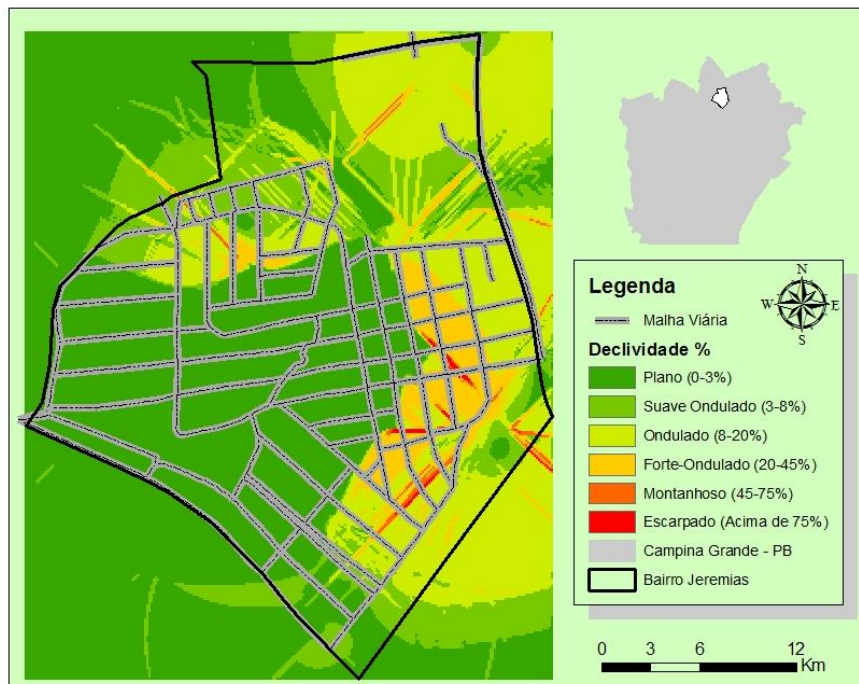 Legenda
N
W
E
S
Malha Viária
Declividade %
Plano (0-3%)
Suave Ondulado (3-8%)
Ondulado (8-20%)
Forte-Ondulado (20-45%)
Montanhoso (45-75%)
Escarpado (Acima de 75%)
Campina Grande - PB
Bairro Jeremias
0 3 6 12
Km